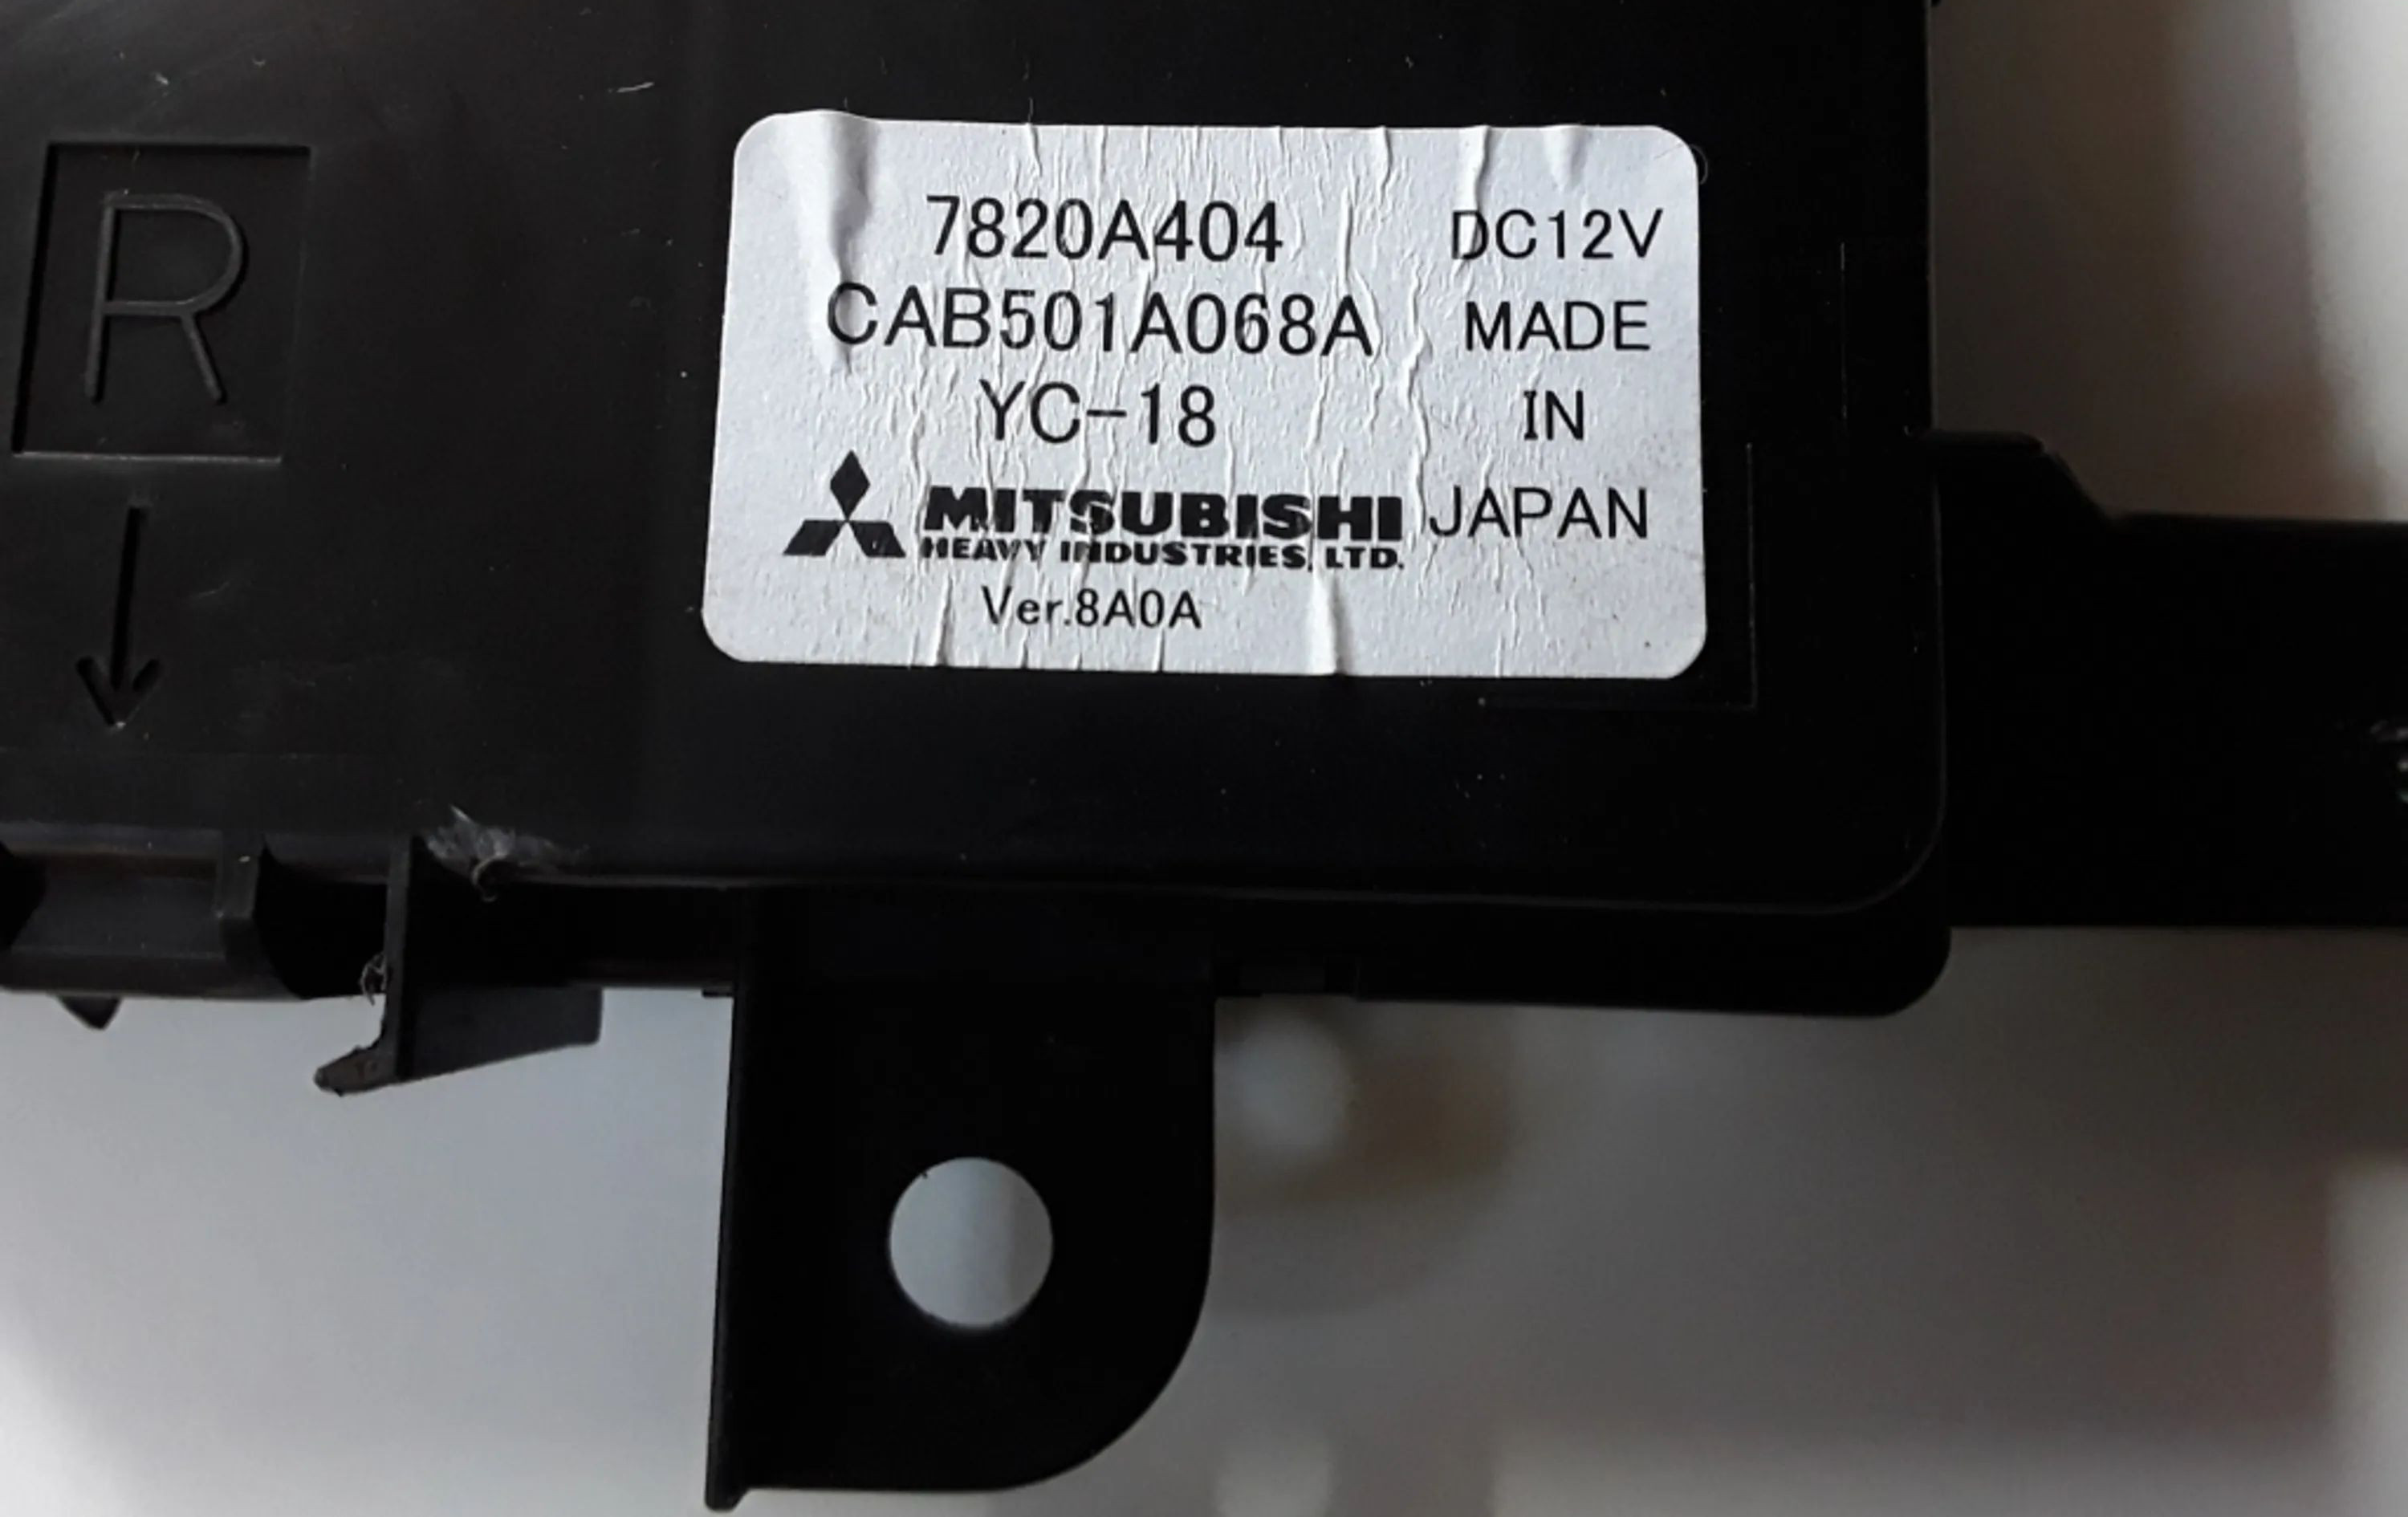 R
7820A404
CAB501A068A
YC-18
MITSUBISHI
HEAVY INDUSTRIES, LTD.
Ver.8A0A
DC12V
MADE
IN
JAPAN